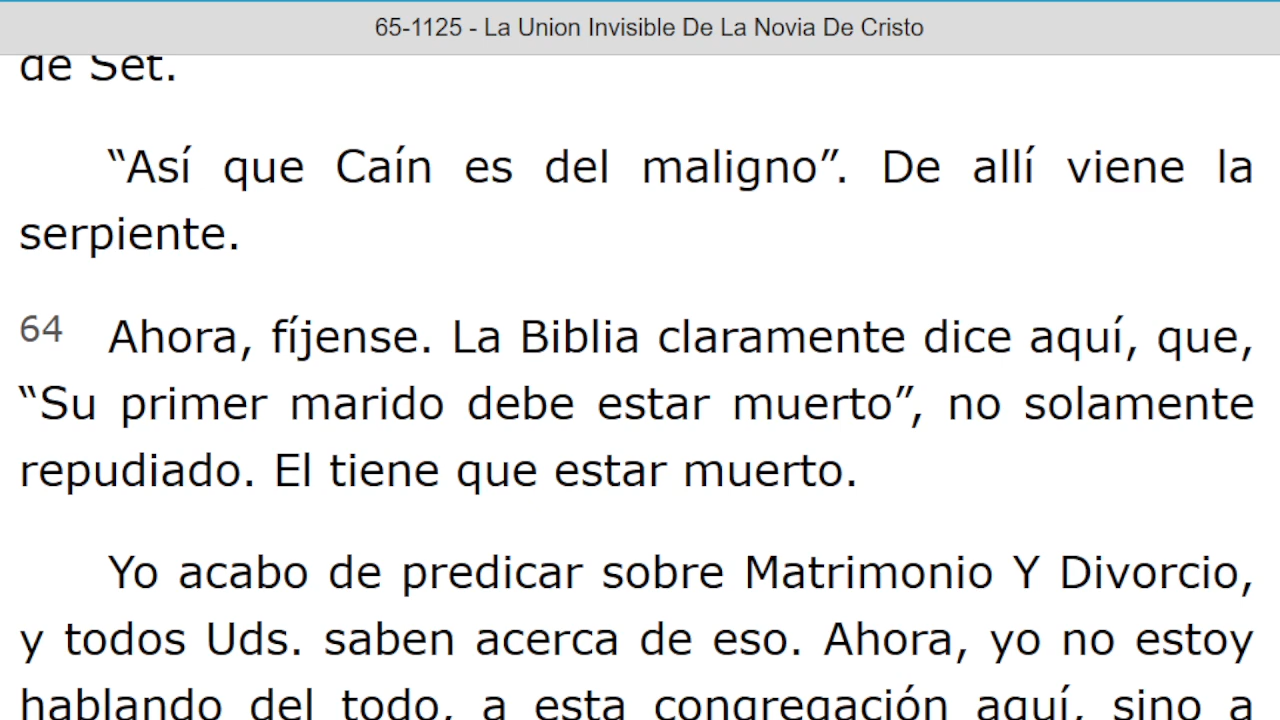 65-1125 - La Union Invisible De La Novia De Cristo
de Set.
“Así que Caín es del maligno”. De allí viene la
serpiente.
64 Ahora, fíjense. La Biblia claramente dice aquí, que,
“Su primer marido debe estar muerto”, no solamente
repudiado. El tiene que estar muerto.
Yo acabo de predicar sobre Matrimonio Y Divorcio,
y todos Uds. saben acerca de eso. Ahora, yo no estoy
hablando del todo, a esta congregación aquí, sino a